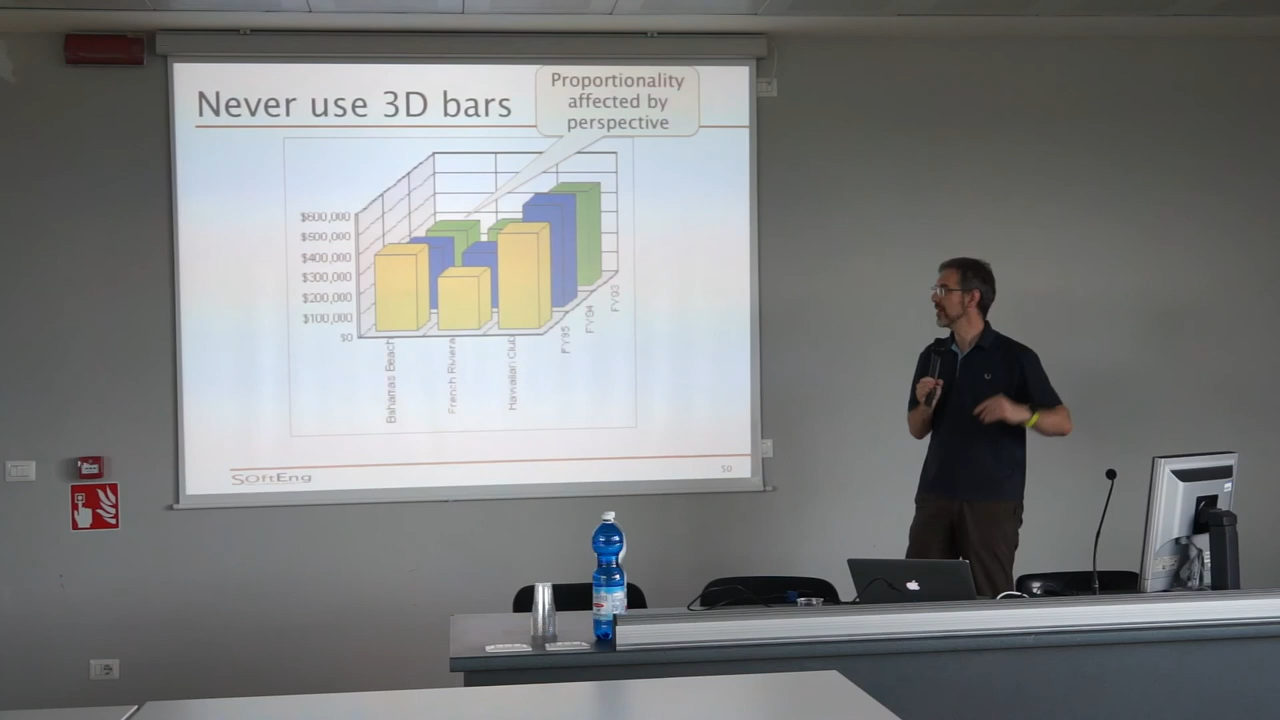 Never use 3D bars
Proportionality
affected by
perspective
$600,000
$500,000
$400,000
$300,000
$200,000
$100,000
$0
Bahamas Beach
French Riviera
Hawaiian Club
FY95
FY94
FY93
SOftEng
50